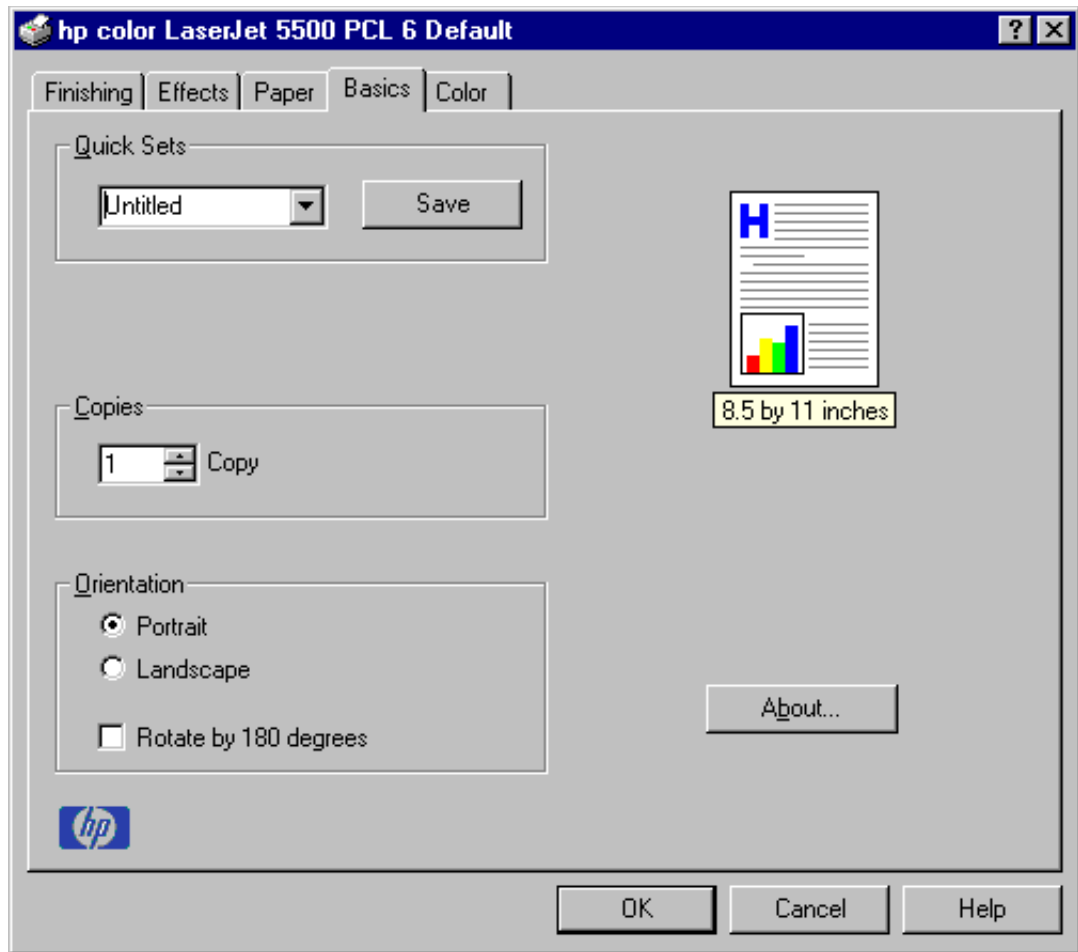 hp color LaserJet 5500 PCL 6 Default
Finishing Effects Paper Basics Color
Quick Sets
Untitled Save
H
8.5 by 11 inches
Copies
1 Copy
Orientation
Portrait
Landscape
Rotate by 180 degrees
About...
hp
OK Cancel Help